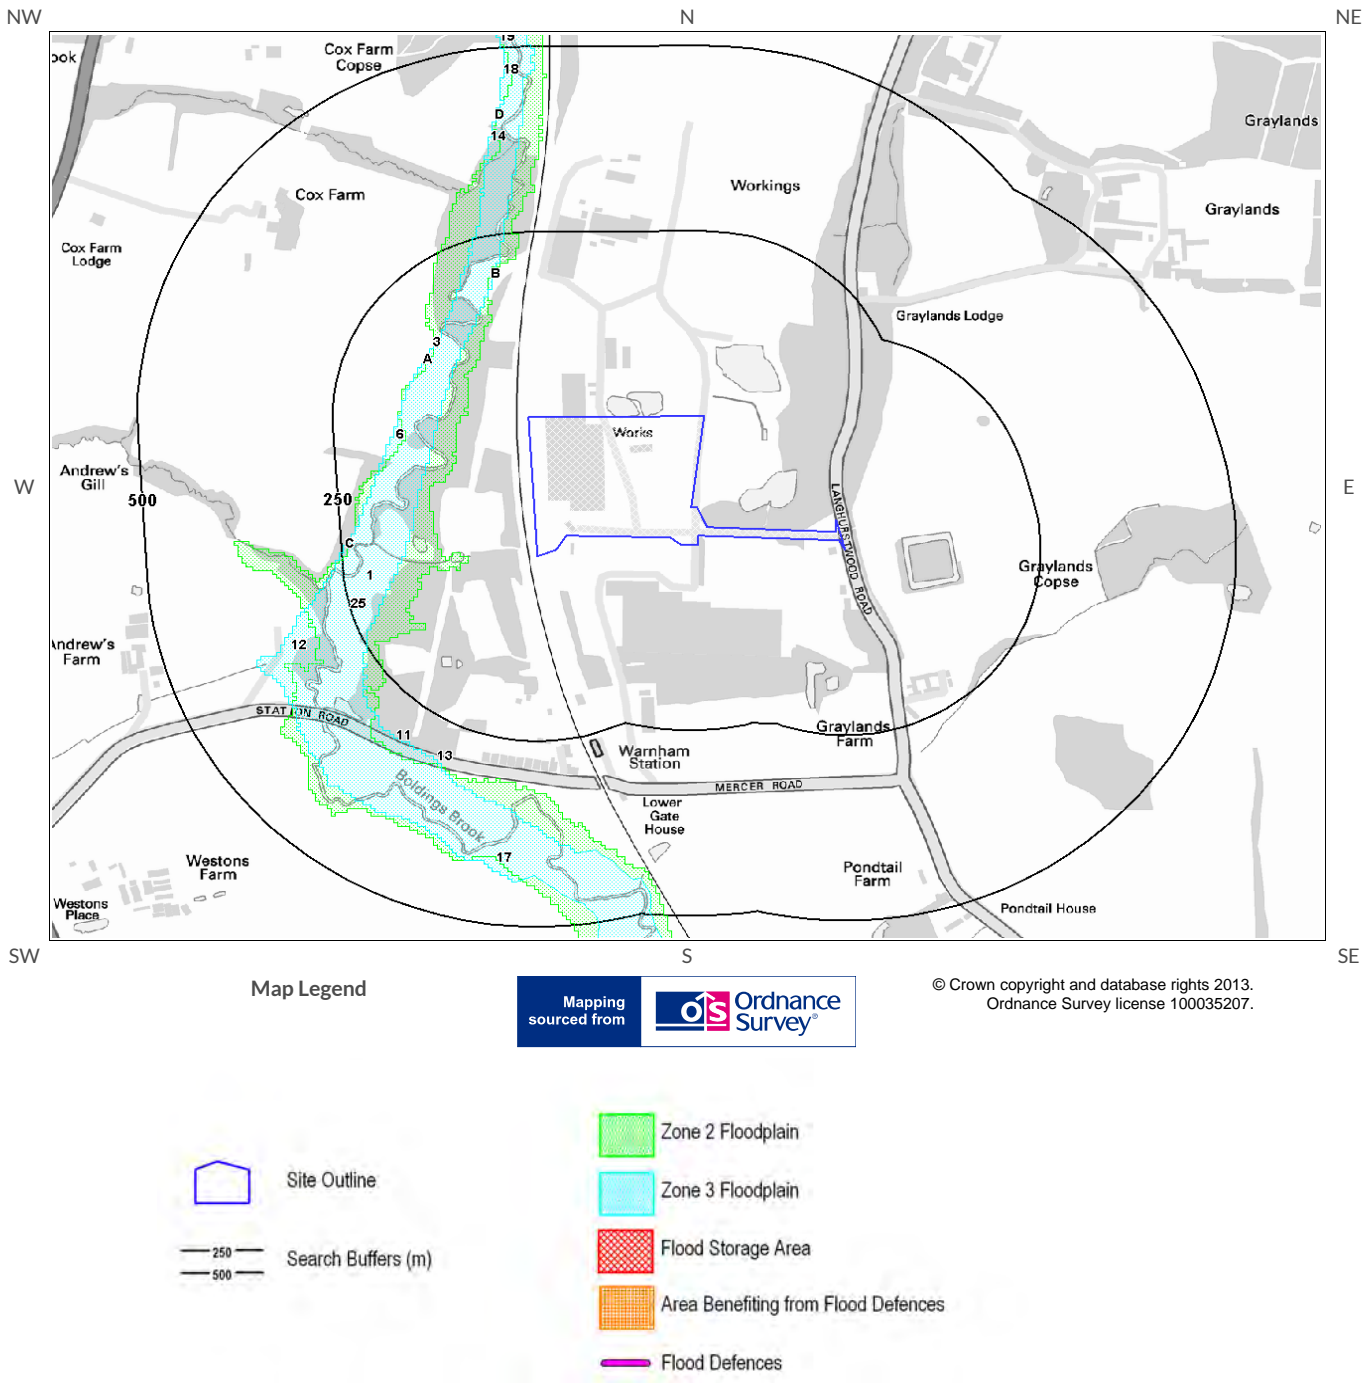 NW
N
NE
19
Cox Farm
Copse
18
D
14
Graylands
Workings
Cox Farm
Graylands
Cox Farm
Lodge
B
Graylands Lodge
3
A
6
Works
Andrew's
Gill
W
500
250
E
LANGHURSTWOOD ROAD
C
1
Graylands
Copse
25
12
Andrew's
Farm
STATION ROAD
11
13
Graylands
Farm
Warnham
Station
Boldings Brook
MERCER ROAD
Lower
Gate
House
17
Westons
Farm
Pondtail
Farm
Westons
Place
Pondtail House
SW
S
SE
Map Legend
Mapping
sourced from
OS Ordnance
Survey®
© Crown copyright and database rights 2013.
Ordnance Survey license 100035207.
Zone 2 Floodplain
Site Outline
Zone 3 Floodplain
250
500
Search Buffers (m)
Flood Storage Area
Area Benefiting from Flood Defences
Flood Defences